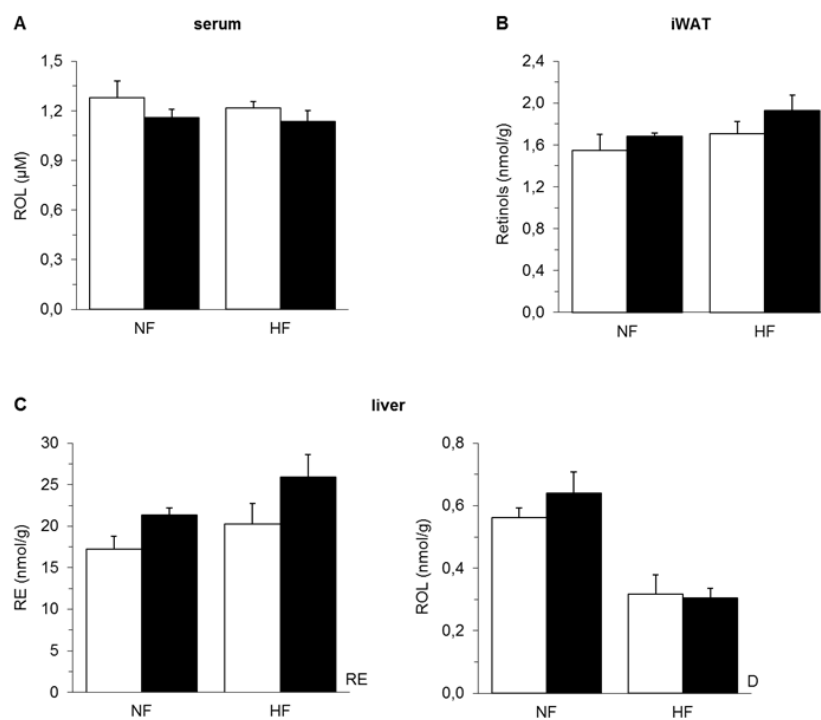 A
serum
1,5
1,2
0,9
0,6
0,3
0,0
ROL (µM)
NF
HF
B
iWAT
2,4
2,0
1,6
1,2
0,8
0,4
0,0
Retinols (nmol/g)
NF
HF
C
liver
30
25
20
15
10
5
0
RE (nmol/g)
NF
HF
RE
0,8
0,6
0,4
0,2
0,0
ROL (nmol/g)
NF
HF
D